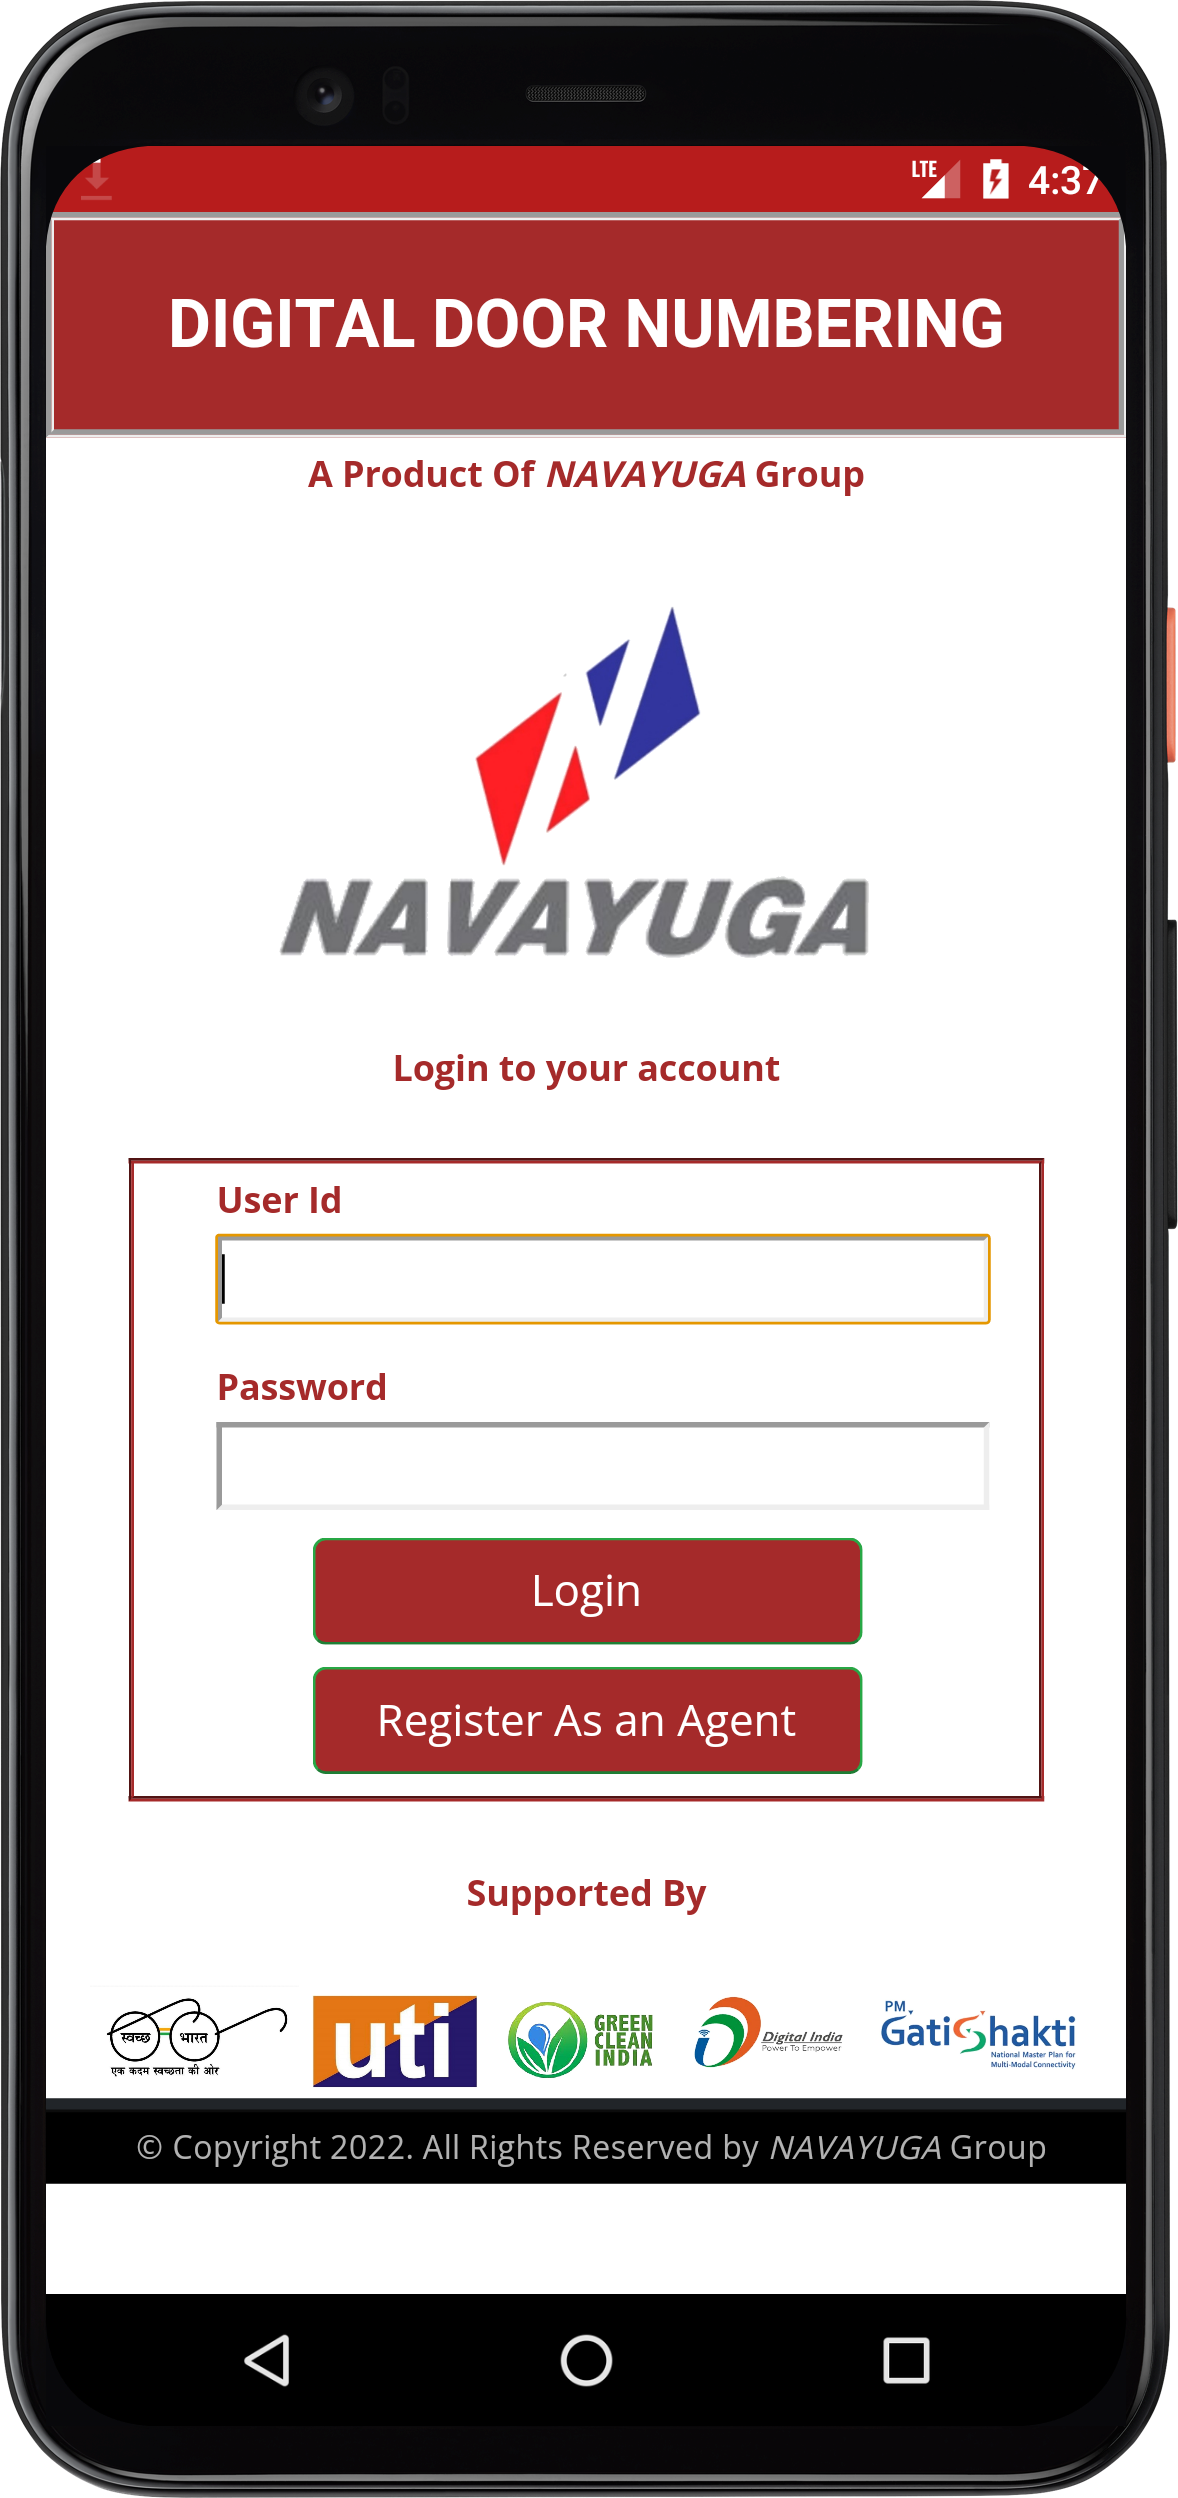 LTE 4:37
DIGITAL DOOR NUMBERING
A Product Of NAVAYUGA Group
NAVAYUGA
Login to your account
User Id
Password
Login
Register As an Agent
Supported By
स्वच्छ भारत
एक कदम स्वच्छता की ओर
uti
GREEN
CLEAN
INDIA
Digital India
Power To Empower
PM
GatiShakti
National Master Plan for
Multi-Modal Connectivity
© Copyright 2022. All Rights Reserved by NAVAYUGA Group